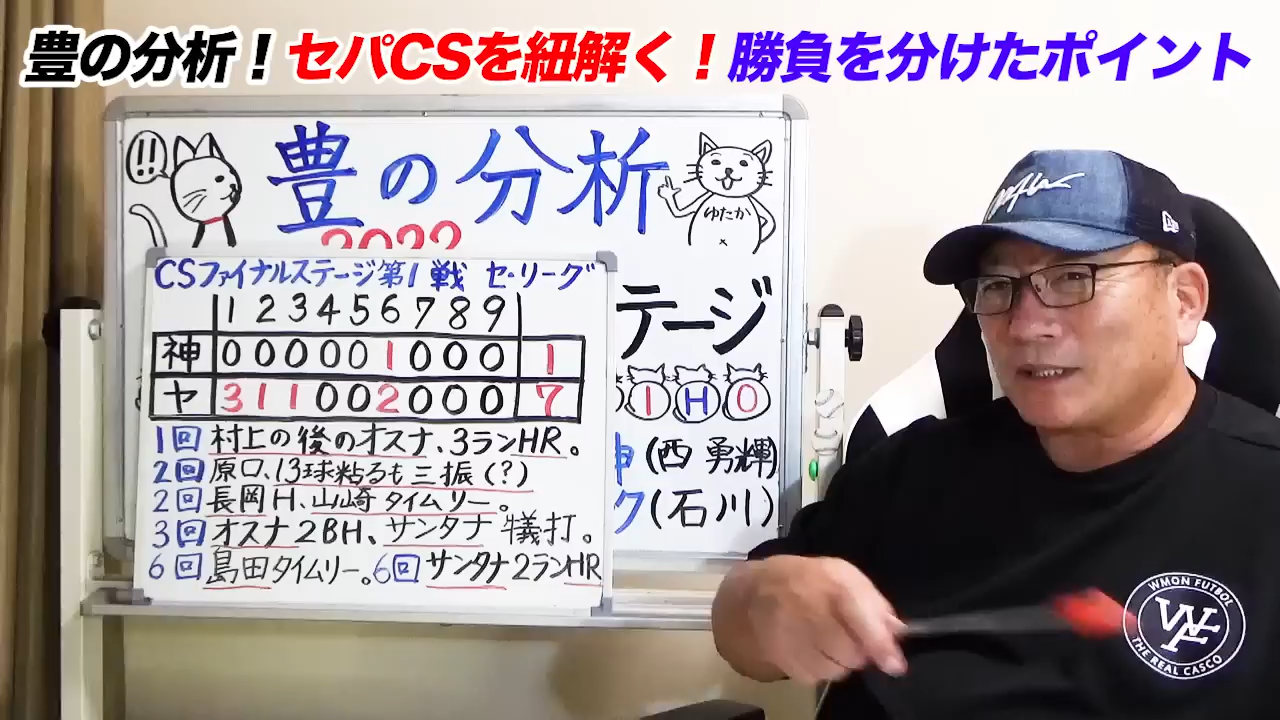 豊の分析!セパCSを紐解く!勝負を分けたポイント
!!
豊の分析
ゆたか
2022
CSファイナルステージ第1戦 セ・リーグ
1 2 3 4 5 6 7 8 9
神 0 0 0 0 0 1 0 0 0 1
ヤ 3 1 1 0 0 2 0 0 0 7
1回 村上の後のオスナ、3ランHR。
2回 原口、13球粘るも三振(?)
2回 長岡H、山崎タイムリー。
3回 オスナ2BH、サンタナ犠打。
6回 島田タイムリー。6回 サンタナ2ランHR
テージ
I H O
神(西 勇輝)
ク(石川)
WMON FUTBOL
WF
THE REAL CASCO